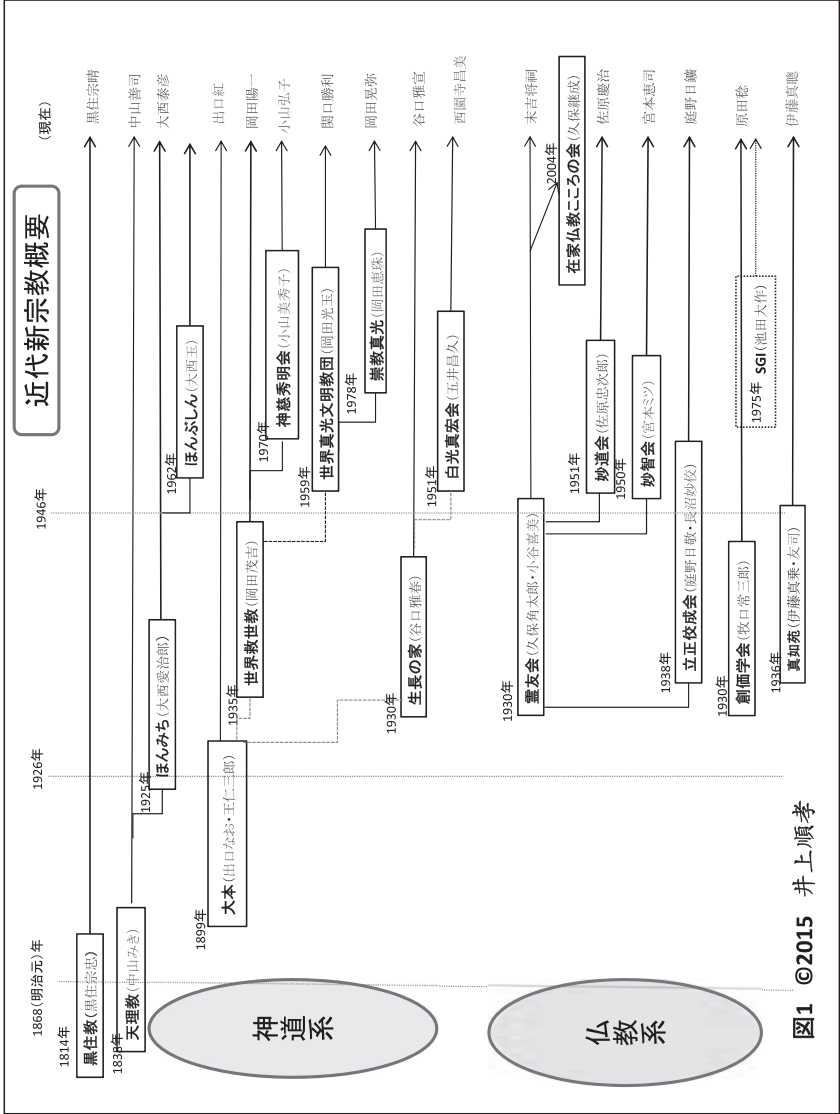 近代新宗教概要
1868(明治元)年
1926年
1946年
(現在)
1814年
黒住教(黒住宗忠)
黒住宗晴
1838年
天理教(中山みき)
中山善司
1925年
ほんみち(大西愛治郎)
大西泰彦
1962年
ほんぶしん(大西玉)
1899年
大本(出口なお・王仁三郎)
出口紅
1935年
世界救世教(岡田茂吉)
岡田陽一
1970年
神慈秀明会(小山美秀子)
小山弘子
1959年
世界真光文明教団(岡田光玉)
関口勝利
1978年
崇教真光(岡田恵珠)
岡田晃弥
1930年
生長の家(谷口雅春)
谷口雅宣
1951年
白光真宏会(五井昌久)
西園寺昌美
神道系
1930年
霊友会(久保角太郎・小谷喜美)
末吉将祠
2004年
在家仏教こころの会(久保継成)
1951年
妙道会(佐原忠次郎)
佐原慶治
1950年
妙智会(宮本ミツ)
宮本恵司
1938年
立正佼成会(庭野日敬・長沼妙佼)
庭野日鑛
1930年
創価学会(牧口常三郎)
原田稔
1975年
SGI(池田大作)
1936年
真如苑(伊藤真乗・友司)
伊藤真聰
仏教系
図1 ©2015 井上順孝